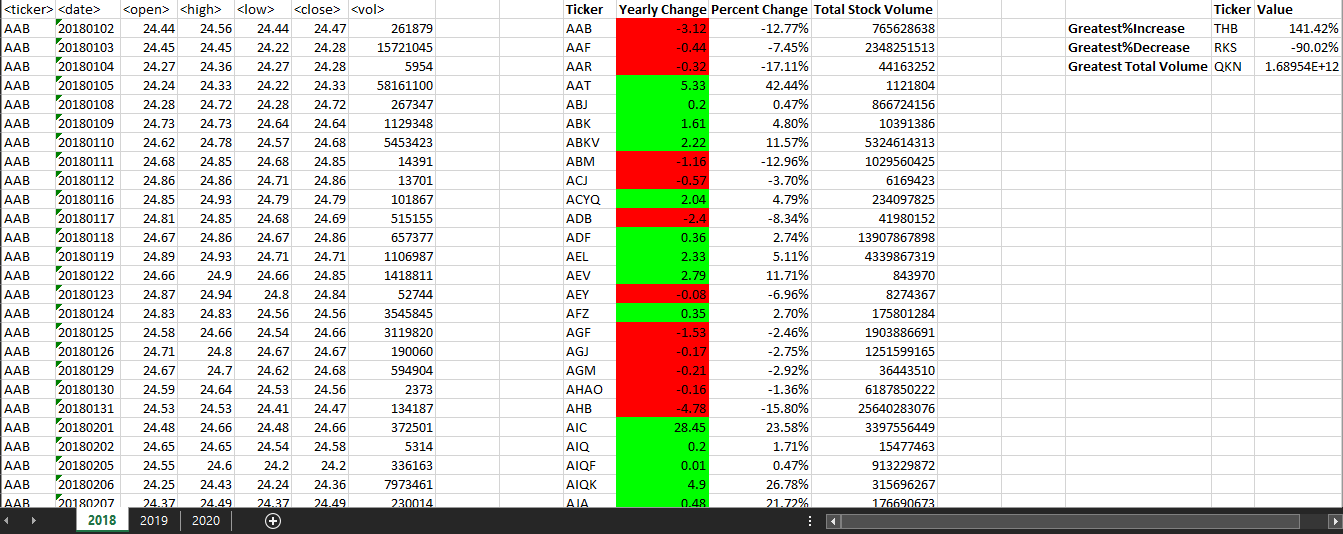 <ticker> <date> <open> <high> <low> <close> <vol> Ticker Yearly Change Percent Change Total Stock Volume Ticker Value
AAB 20180102 24.44 24.56 24.44 24.47 261879 AAB -3.12 -12.77% 765628638 Greatest%Increase THB 141.42%
AAB 20180103 24.45 24.45 24.22 24.28 15721045 AAF -0.44 -7.45% 2348251513 Greatest%Decrease RKS -90.02%
AAB 20180104 24.27 24.36 24.27 24.28 5954 AAR -0.32 -17.11% 44163252 Greatest Total Volume QKN 1.68954E+12
AAB 20180105 24.24 24.33 24.22 24.33 58161100 AAT 5.33 42.44% 1121804
AAB 20180108 24.28 24.72 24.28 24.72 267347 ABJ 0.2 0.47% 866724156
AAB 20180109 24.73 24.73 24.64 24.64 1129348 ABK 1.61 4.80% 10391386
AAB 20180110 24.62 24.78 24.57 24.68 5453423 ABKV 2.22 11.57% 5324614313
AAB 20180111 24.68 24.85 24.68 24.85 14391 ABM -1.16 -12.96% 1029560425
AAB 20180112 24.86 24.86 24.71 24.86 13701 ACJ -0.57 -3.70% 6169423
AAB 20180116 24.85 24.93 24.79 24.79 101867 ACYQ 2.04 4.79% 234097825
AAB 20180117 24.81 24.85 24.68 24.69 515155 ADB -2.4 -8.34% 41980152
AAB 20180118 24.67 24.86 24.67 24.86 657377 ADF 0.36 2.74% 13907867898
AAB 20180119 24.89 24.93 24.71 24.71 1106987 AEL 2.33 5.11% 4339867319
AAB 20180122 24.66 24.9 24.66 24.85 1418811 AEV 2.79 11.71% 843970
AAB 20180123 24.87 24.94 24.8 24.84 52744 AEY -0.08 -6.96% 8274367
AAB 20180124 24.83 24.83 24.56 24.56 3545845 AFZ 0.35 2.70% 175801284
AAB 20180125 24.58 24.66 24.54 24.66 3119820 AGF -1.53 -2.46% 1903886691
AAB 20180126 24.71 24.8 24.67 24.67 190060 AGJ -0.17 -2.75% 1251599165
AAB 20180129 24.67 24.7 24.62 24.68 594904 AGM -0.21 -2.92% 36443510
AAB 20180130 24.59 24.64 24.53 24.56 2373 AHAO -0.16 -1.36% 6187850222
AAB 20180131 24.53 24.53 24.41 24.47 134187 AHB -4.78 -15.80% 25640283076
AAB 20180201 24.48 24.66 24.48 24.66 372501 AIC 28.45 23.58% 3397556449
AAB 20180202 24.65 24.65 24.54 24.58 5314 AIQ 0.2 1.71% 15477463
AAB 20180205 24.55 24.6 24.2 24.2 336163 AIQF 0.01 0.47% 913229872
AAB 20180206 24.25 24.43 24.24 24.36 7973461 AIQK 4.9 26.78% 315696267
AAB 20180207 24.37 24.49 24.37 24.49 230014 AJA 0.48 21.72% 176690673
2018 2019 2020